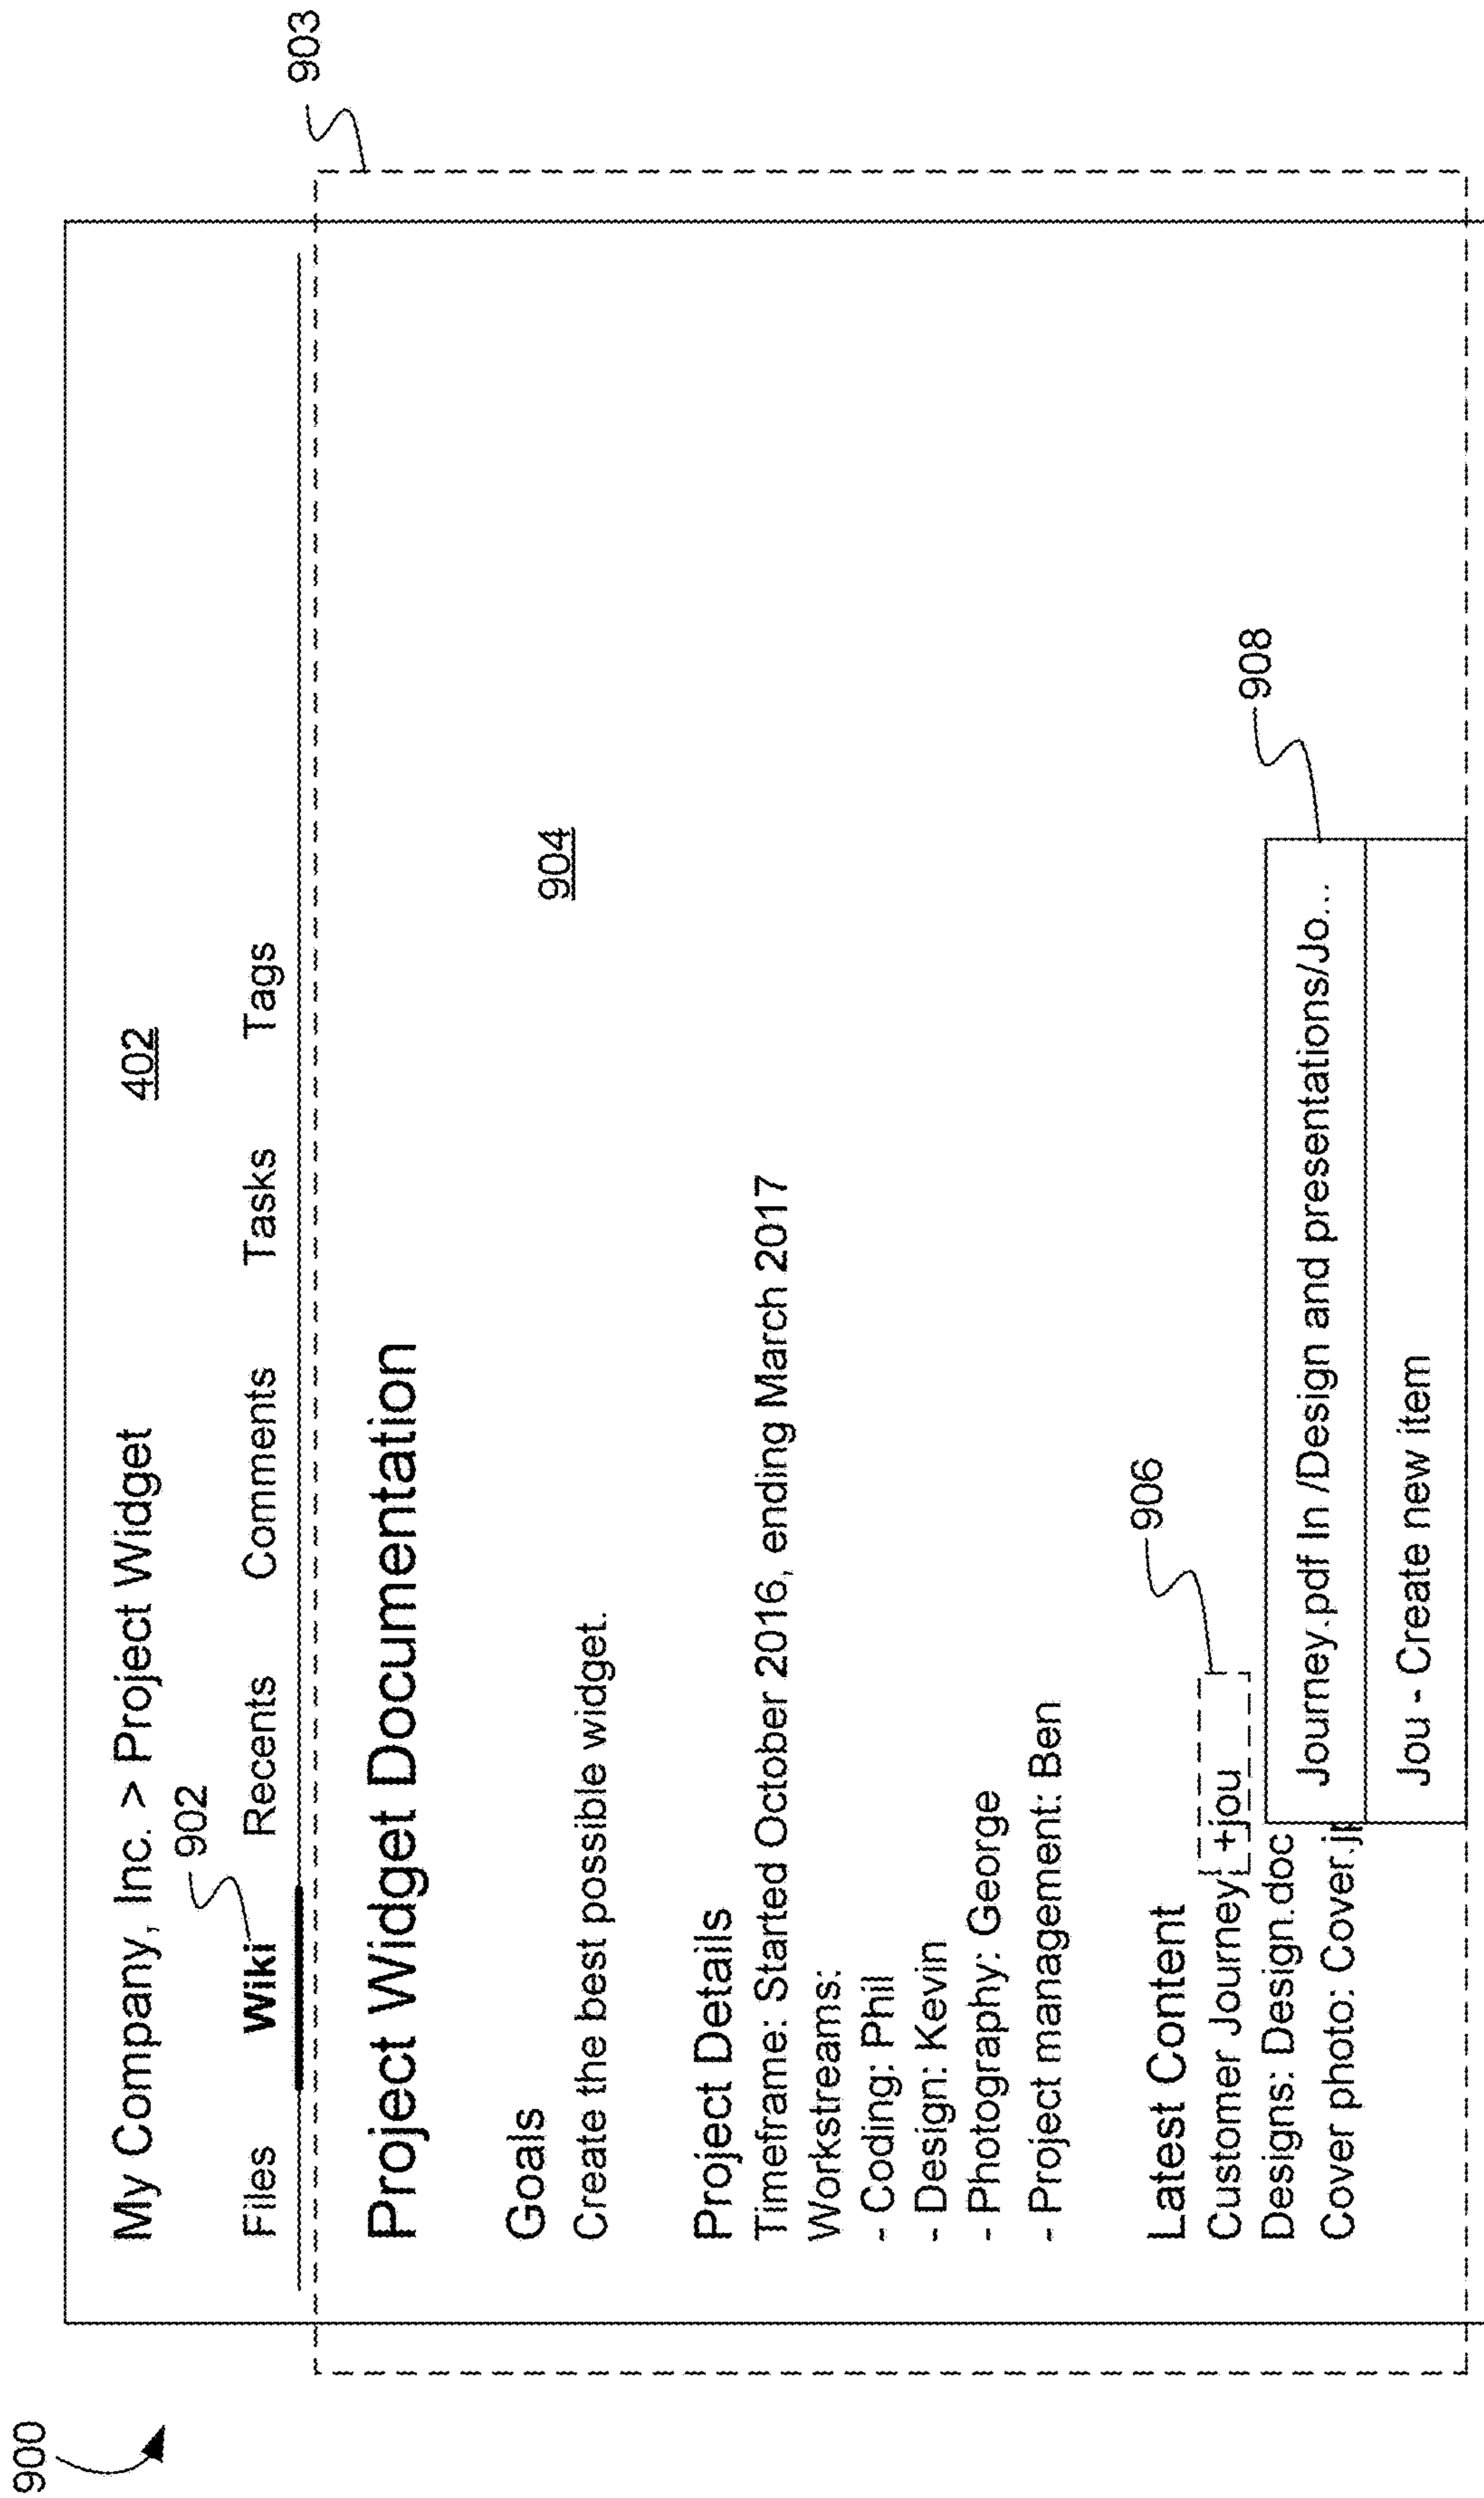 900
My Company, Inc. > Project Widget
402
902
903
Files Wiki Recents Comments Tasks Tags
Project Widget Documentation
Goals
904
Create the best possible widget.
Project Details
Timeframe: Started October 2016, ending March 2017
Workstreams:
- Coding: Phil
- Design: Kevin
- Photography: George
- Project management: Ben
906
Latest Content
Customer Journey +jou
908
Designs: Design.doc
Journey.pdf In /Design and presentations/Jo...
Cover photo: Cover.j
Jou - Create new item